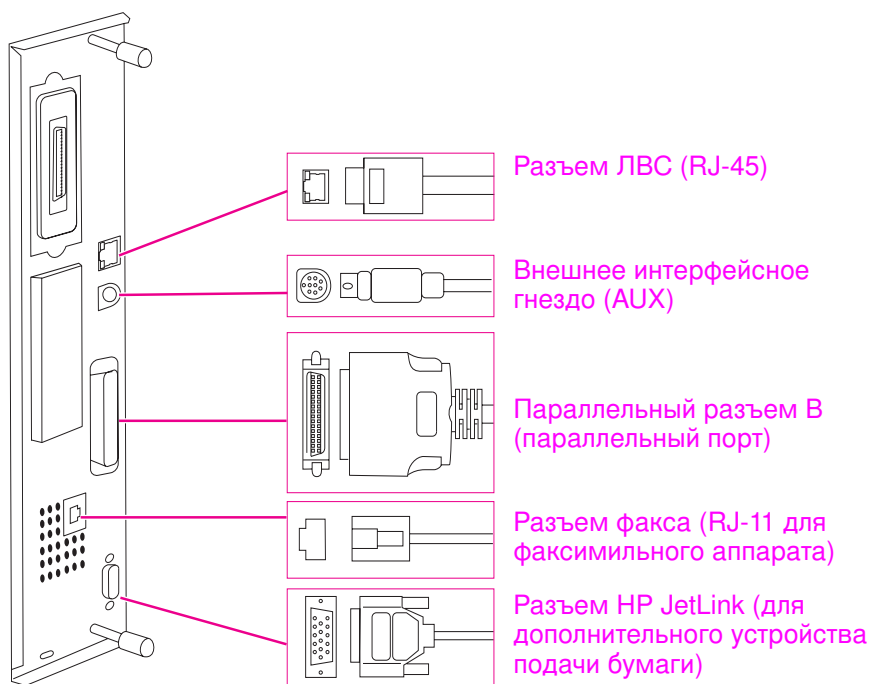 Разъем ЛВС (RJ-45)
Внешнее интерфейсное
гнездо (AUX)
Параллельный разъем B
(параллельный порт)
Разъем факса (RJ-11 для
факсимильного аппарата)
Разъем HP JetLink (для
дополнительного устройства
подачи бумаги)